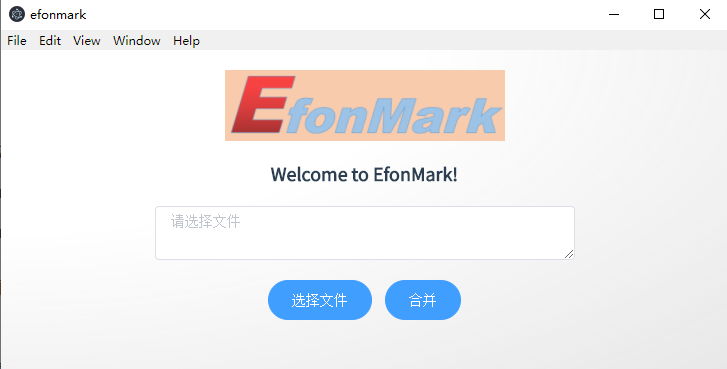 efonmark
File Edit View Window Help
EfonMark
Welcome to EfonMark!
请选择文件
选择文件 合并